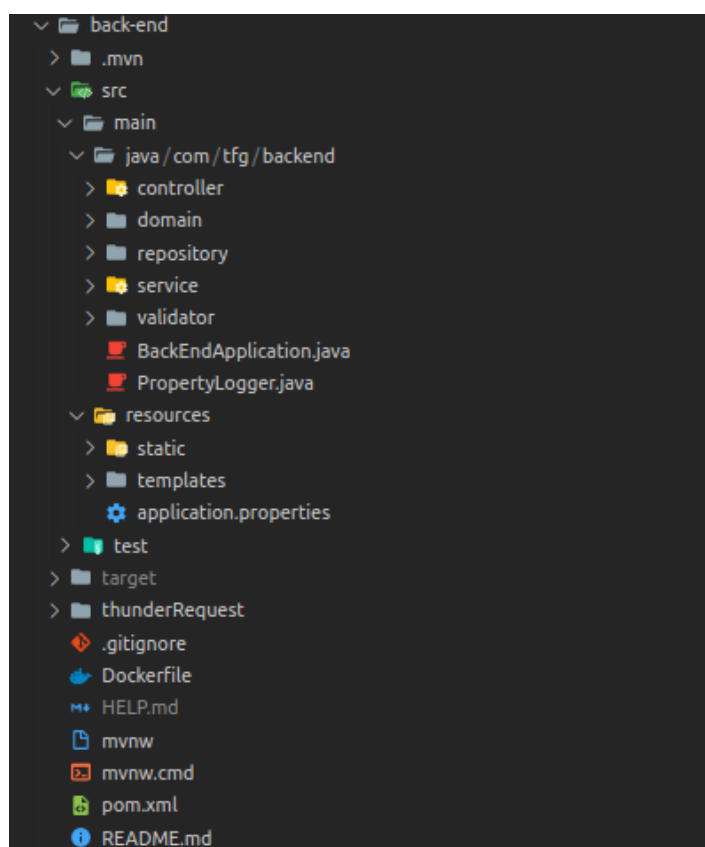 back-end
.mvn
src
main
java/com/tfg/backend
controller
domain
repository
service
validator
BackEndApplication.java
PropertyLogger.java
resources
static
templates
application.properties
test
target
thunderRequest
.gitignore
Dockerfile
HELP.md
mvnw
mvnw.cmd
pom.xml
README.md